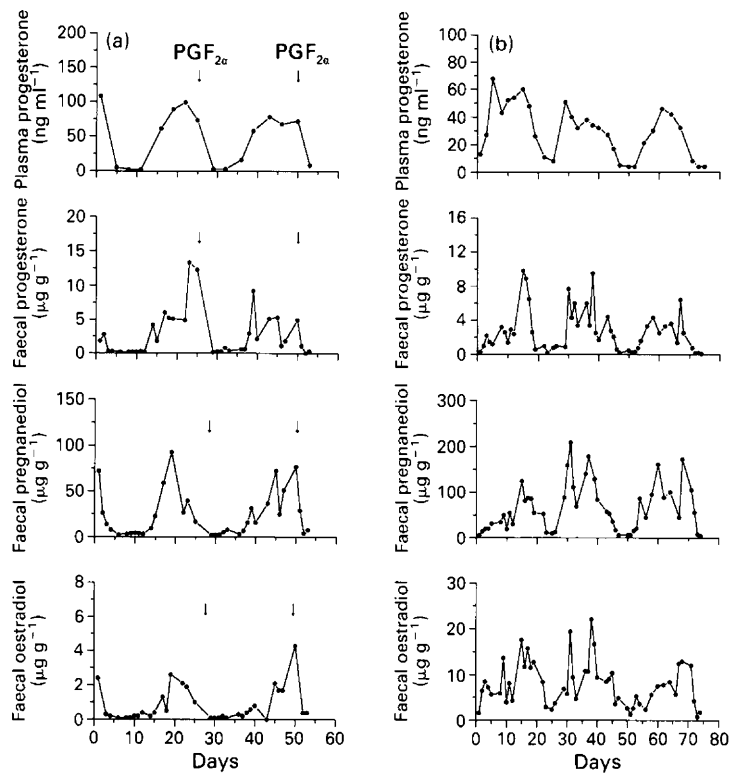 (a)
PGF2α PGF2α
Plasma progesterone
(ng ml−1)
200
150
100
50
0
Faecal progesterone
(µg g−1)
20
15
10
5
0
Faecal pregnanediol
(µg g−1)
150
100
50
0
Faecal oestradiol
(µg g−1)
8
6
4
2
0
0 10 20 30 40 50 60
Days
(b)
Plasma progesterone
(ng ml−1)
100
80
60
40
20
0
Faecal progesterone
(µg g−1)
16
12
8
4
0
Faecal pregnanediol
(µg g−1)
300
200
100
0
Faecal oestradiol
(µg g−1)
30
20
10
0
0 10 20 30 40 50 60 70 80
Days